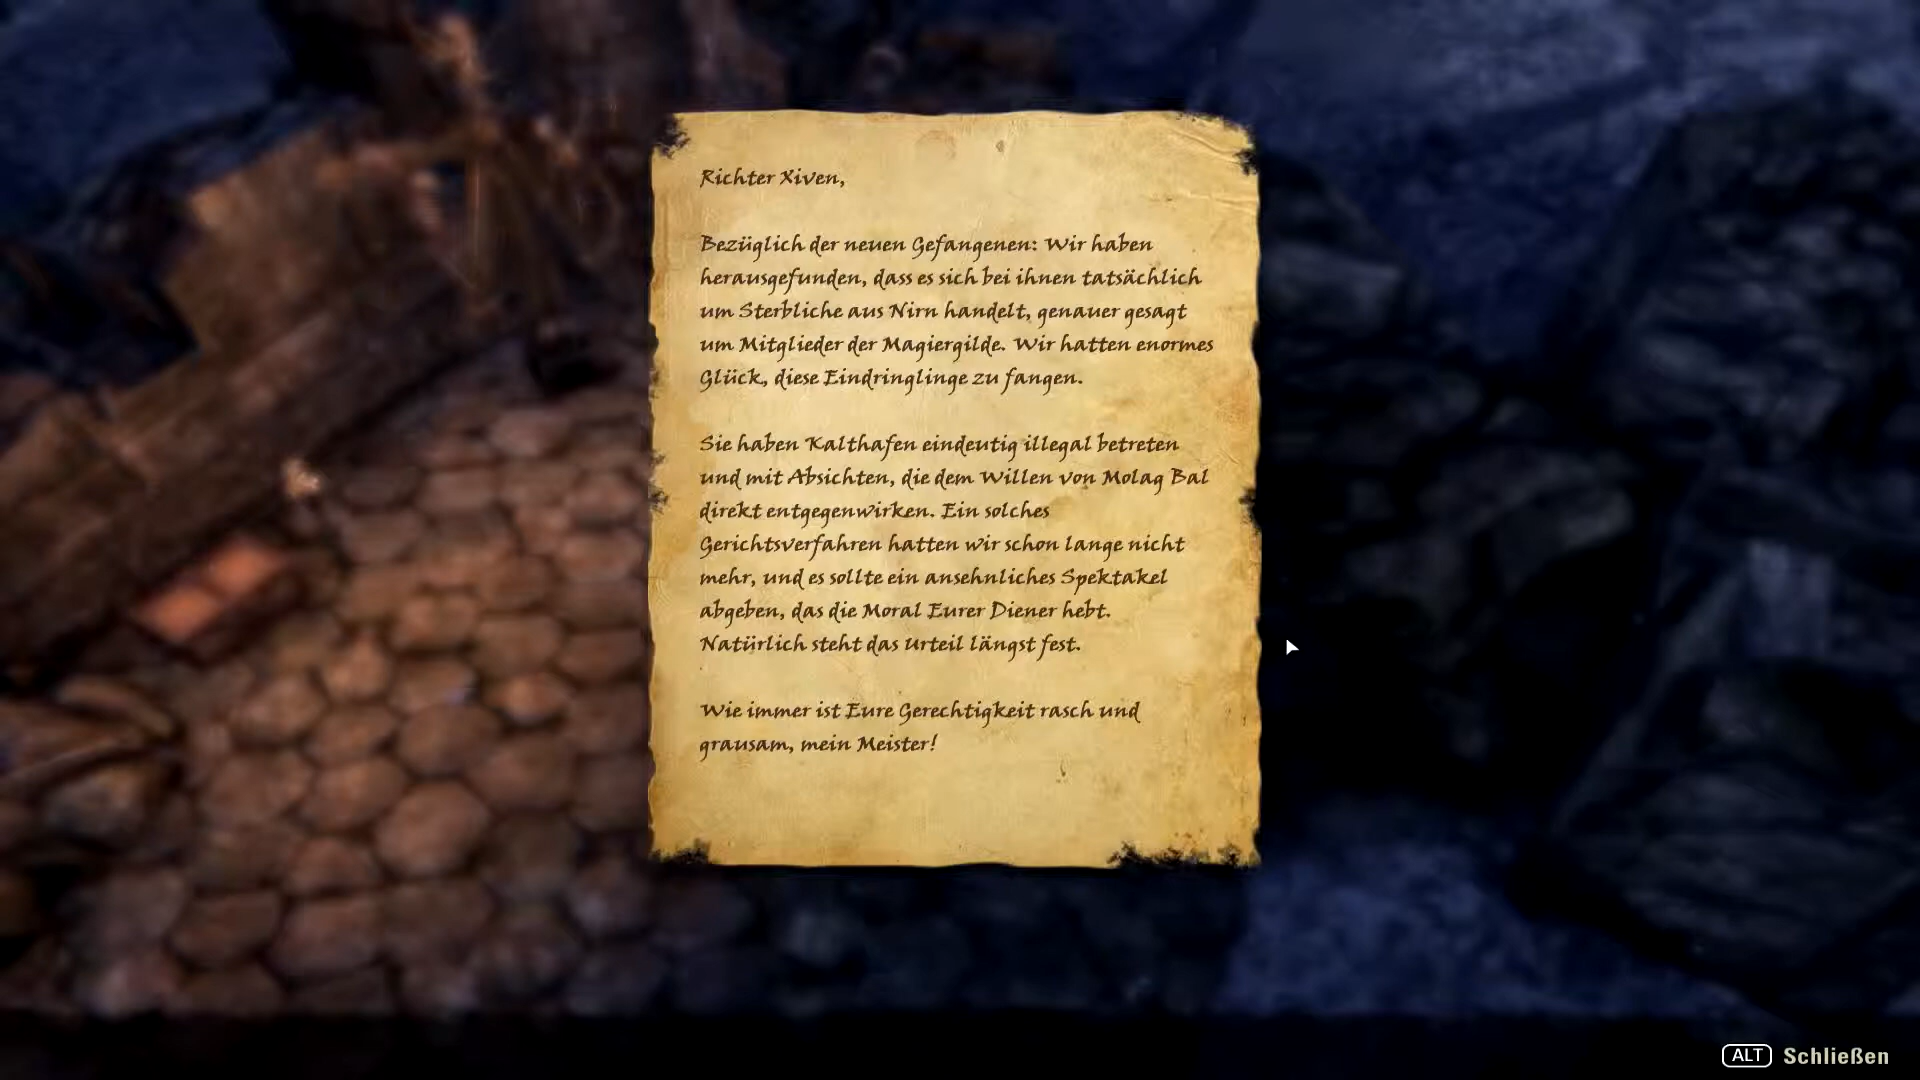 Richter Xiven,
Bezüglich der neuen Gefangenen: Wir haben
herausgefunden, dass es sich bei ihnen tatsächlich
um Sterbliche aus Nirn handelt, genauer gesagt
um Mitglieder der Magiergilde. Wir hatten enormes
Glück, diese Eindringlinge zu fangen.
Sie haben Kalthafen eindeutig illegal betreten
und mit Absichten, die dem Willen von Molag Bal
direkt entgegenwirken. Ein solches
Gerichtsverfahren hatten wir schon lange nicht
mehr, und es sollte ein ansehnliches Spektakel
abgeben, das die Moral Eurer Diener hebt.
Natürlich steht das Urteil längst fest.
Wie immer ist Eure Gerechtigkeit rasch und
grausam, mein Meister!
ALT Schließen